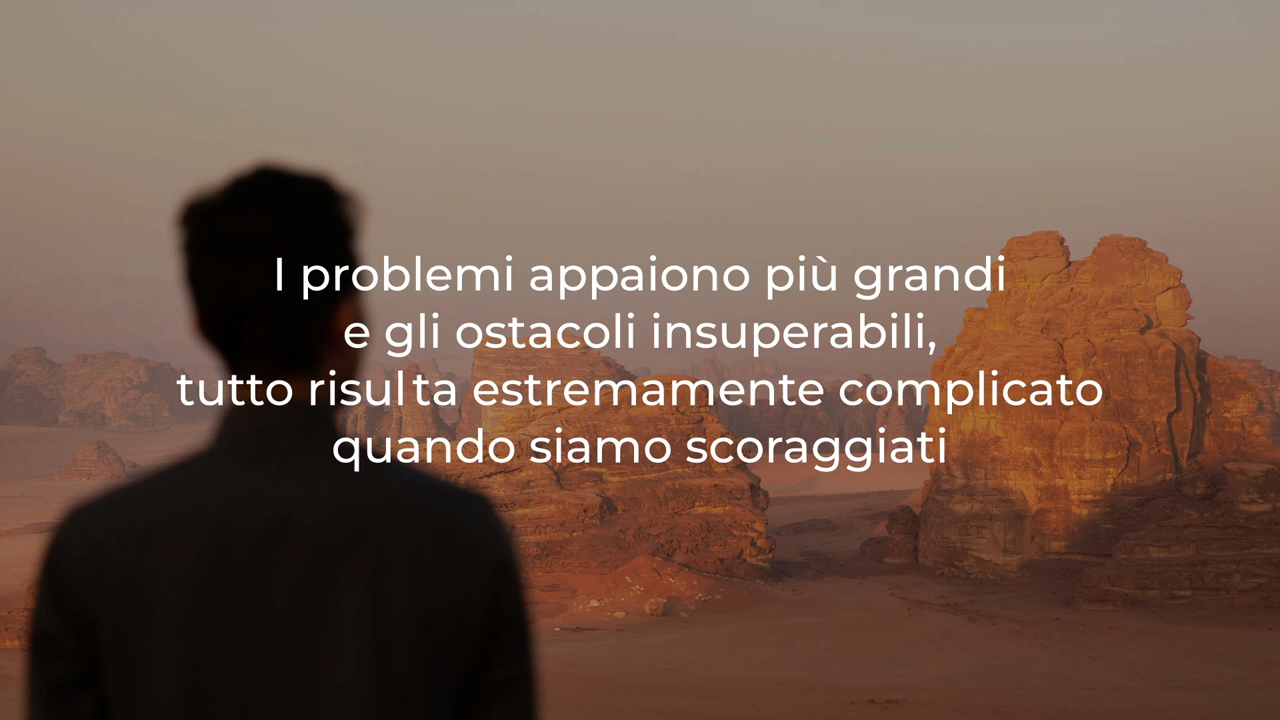 I problemi appaiono più grandi
e gli ostacoli insuperabili,
tutto risulta estremamente complicato
quando siamo scoraggiati